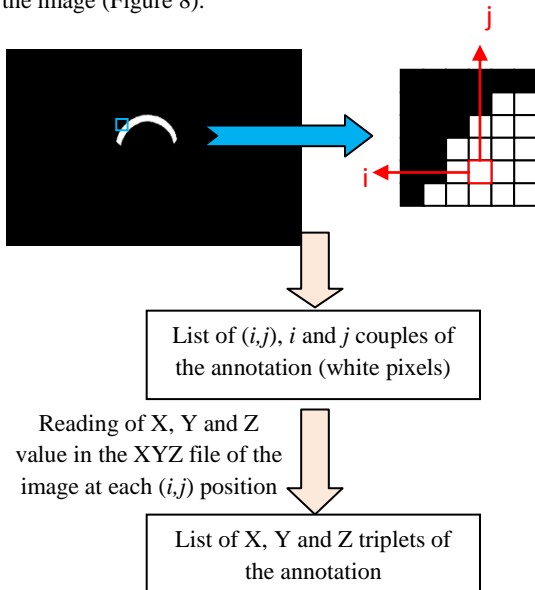 the image (Figure 8).
j
i
List of (i,j), i and j couples of
the annotation (white pixels)
Reading of X, Y and Z
value in the XYZ file of the
image at each (i,j) position
List of X, Y and Z triplets of
the annotation